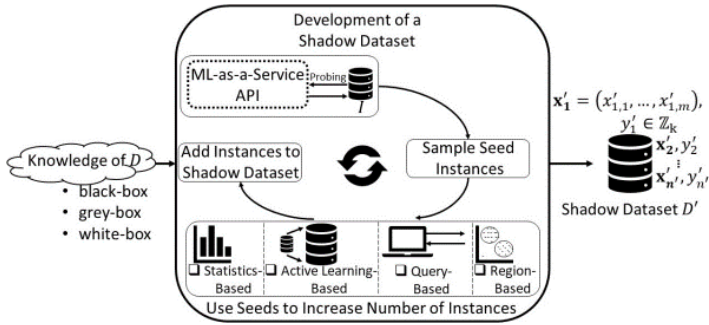 Development of a
Shadow Dataset
ML-as-a-Service
API
Probing
I
Knowledge of D
• black-box
• grey-box
• white-box
Add Instances to
Shadow Dataset
Sample Seed
Instances
❑ Statistics-
Based
❑ Active Learning-
Based
❑ Query-
Based
❑ Region-
Based
Use Seeds to Increase Number of Instances
x′₁ = (x′₁,₁, …, x′₁,ₘ),
y′₁ ∈ ℤₖ
x′₂, y′₂
⋮
x′ₙ′, y′ₙ′
Shadow Dataset D′